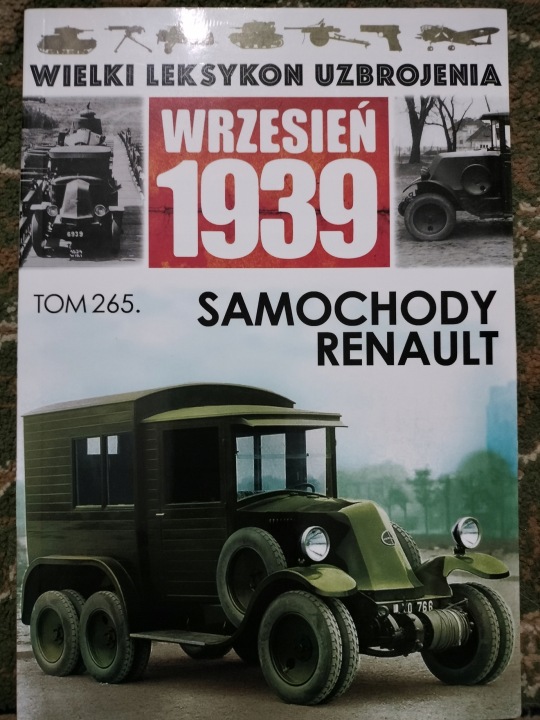 WIELKI LEKSYKON UZBROJENIA
WRZESIEŃ
1939
TOM 265.
SAMOCHODY
RENAULT